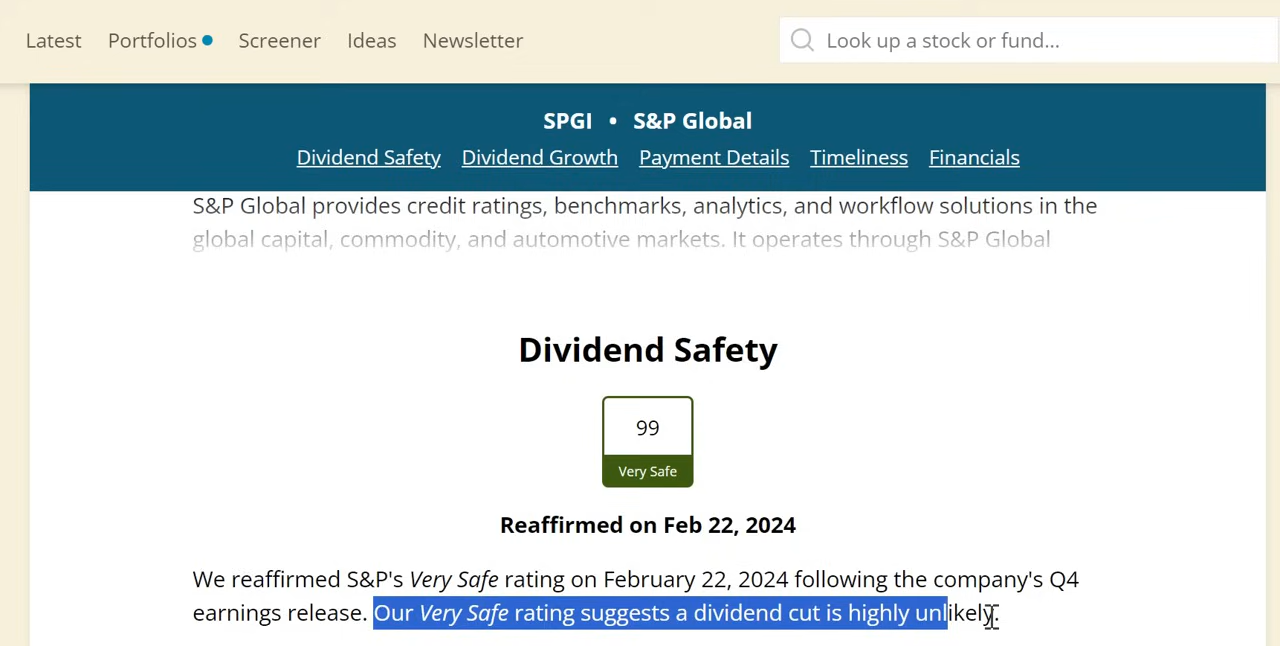 Latest Portfolios Screener Ideas Newsletter Look up a stock or fund...
SPGI • S&P Global
Dividend Safety Dividend Growth Payment Details Timeliness Financials
S&P Global provides credit ratings, benchmarks, analytics, and workflow solutions in the
global capital, commodity, and automotive markets. It operates through S&P Global
Dividend Safety
99
Very Safe
Reaffirmed on Feb 22, 2024
We reaffirmed S&P's Very Safe rating on February 22, 2024 following the company's Q4
earnings release. Our Very Safe rating suggests a dividend cut is highly unlikely.